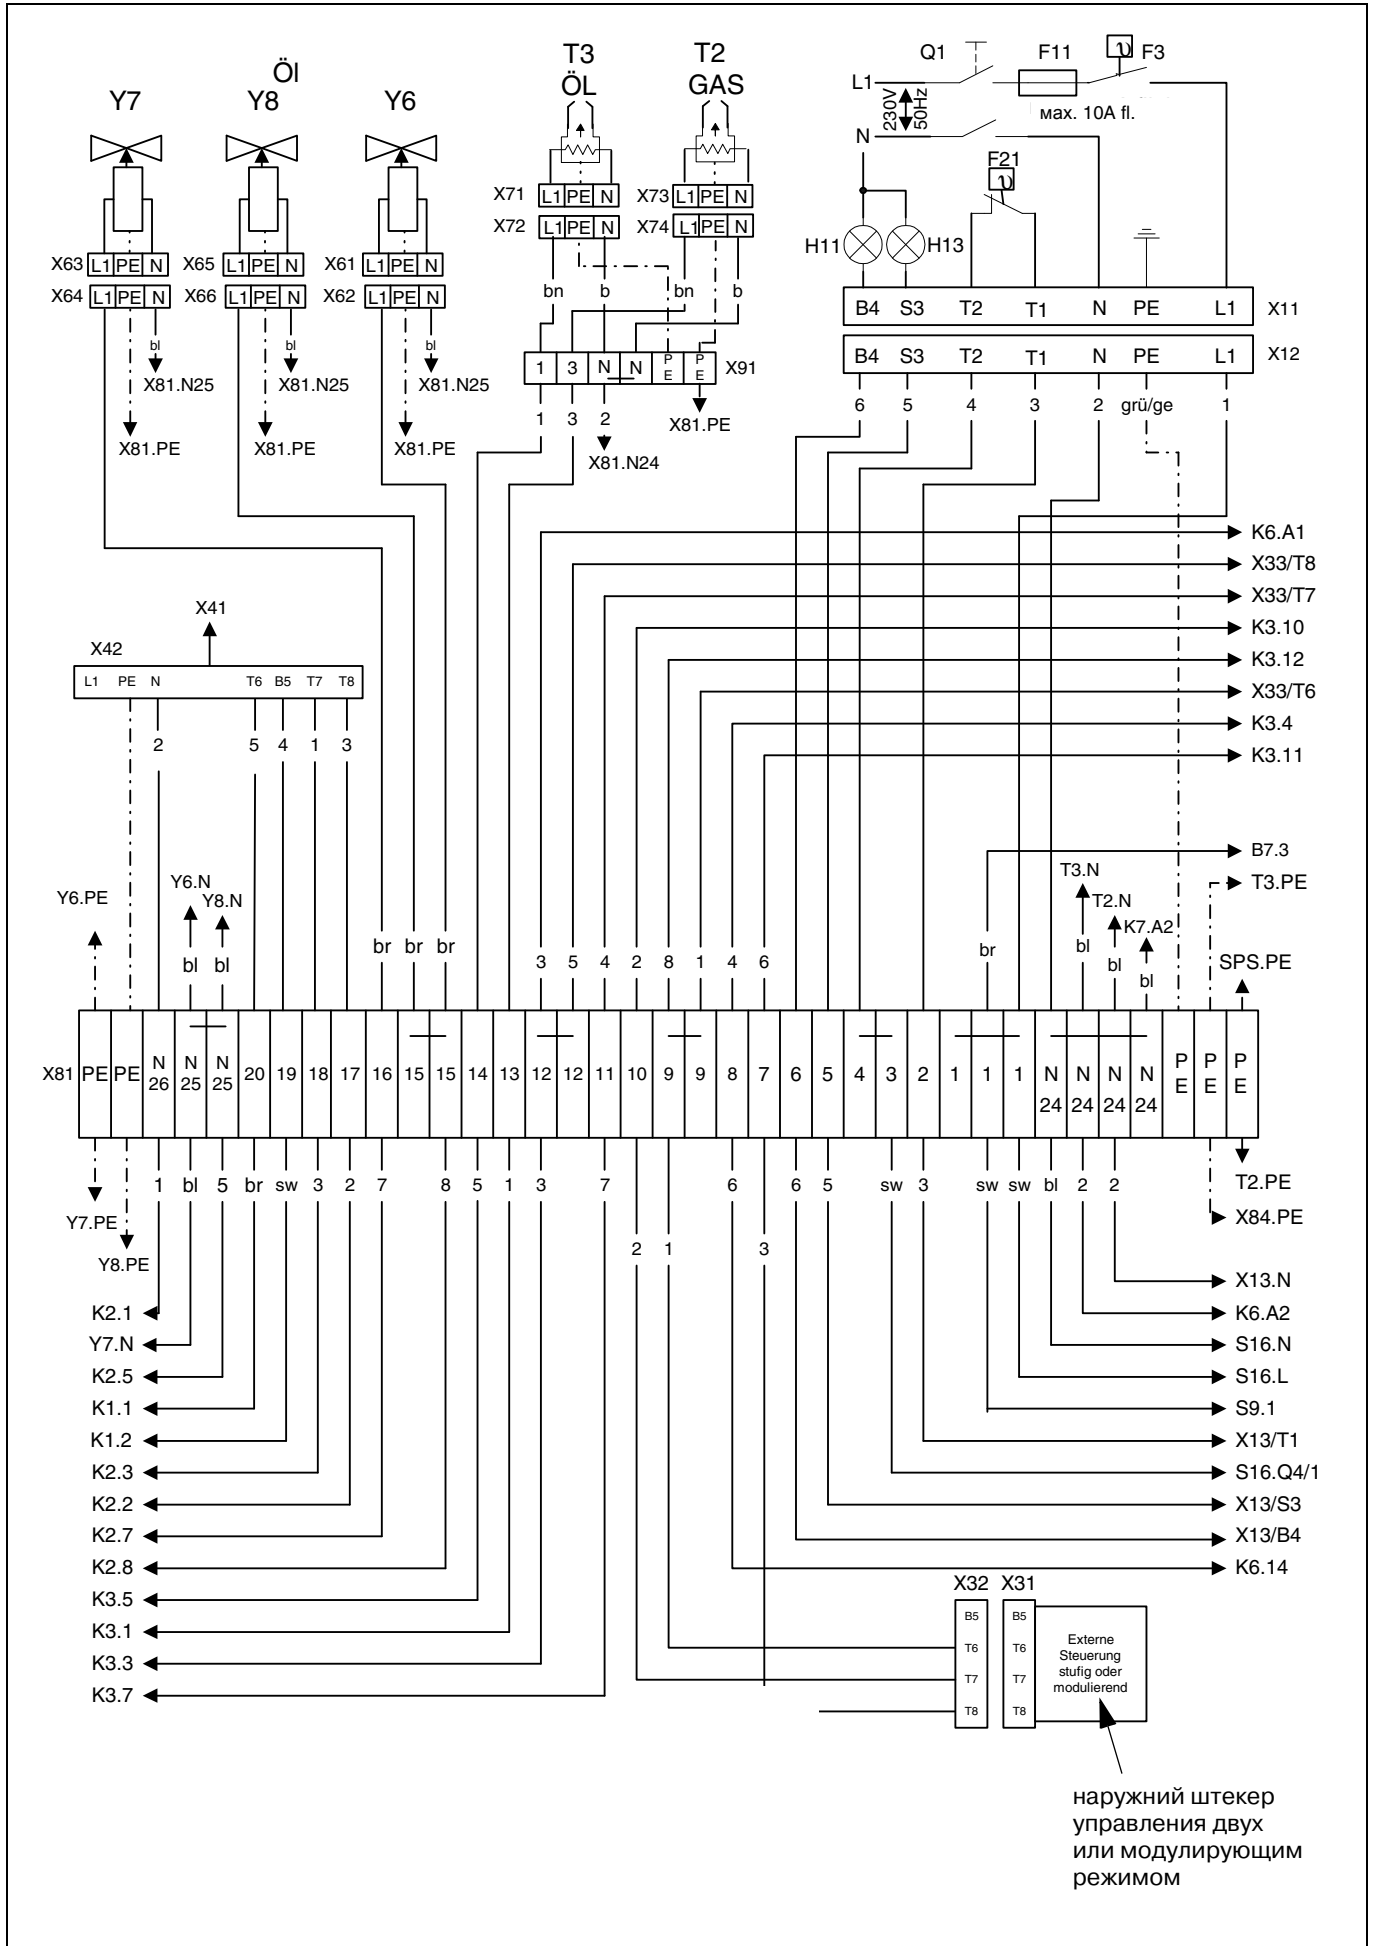 Öl
Y7 Y8 Y6
T3 T2
ÖL GAS
Q1 F11 F3
L1
230V
50Hz
мах. 10A fl.
N
F21
H11 H13
X71 L1 PE N X73 L1 PE N
X72 L1 PE N X74 L1 PE N
X63 L1 PE N X65 L1 PE N X61 L1 PE N
X64 L1 PE N X66 L1 PE N X62 L1 PE N
bn b bn b
B4 S3 T2 T1 N PE L1 X11
B4 S3 T2 T1 N PE L1 X12
bl bl bl
X81.N25 X81.N25 X81.N25
1 3 N N PE PE X91
1 3 2
X81.PE
X81.N24
6 5 4 3 2 grü/ge 1
X81.PE X81.PE X81.PE
K6.A1
X33/T8
X33/T7
K3.10
K3.12
X33/T6
K3.4
K3.11
X41
X42
L1 PE N T6 B5 T7 T8
2 5 4 1 3
B7.3
T3.PE
Y6.PE Y6.N Y8.N
T3.N T2.N K7.A2
SPS.PE
bl bl br br br
3 5 4 2 8 1 4 6
br bl bl bl
X81 PE PE N26 N25 N25 20 19 18 17 16 15 15 14 13 12 12 11 10 9 9 8 7 6 5 4 3 2 1 1 1 N24 N24 N24 N24 PE PE PE
1 bl 5 br sw 3 2 7 8 5 1 3 7 6 6 5 sw 3 sw sw bl 2 2
2 1 3
Y7.PE
Y8.PE
T2.PE
X84.PE
K2.1
Y7.N
K2.5
K1.1
K1.2
K2.3
K2.2
K2.7
K2.8
K3.5
K3.1
K3.3
K3.7
X13.N
K6.A2
S16.N
S16.L
S9.1
X13/T1
S16.Q4/1
X13/S3
X13/B4
K6.14
X32 X31
B5 B5
T6 T6
T7 T7
T8 T8
Externe
Steuerung
stufig oder
modulierend
наружний штекер
управления двух
или модулирующим
режимом